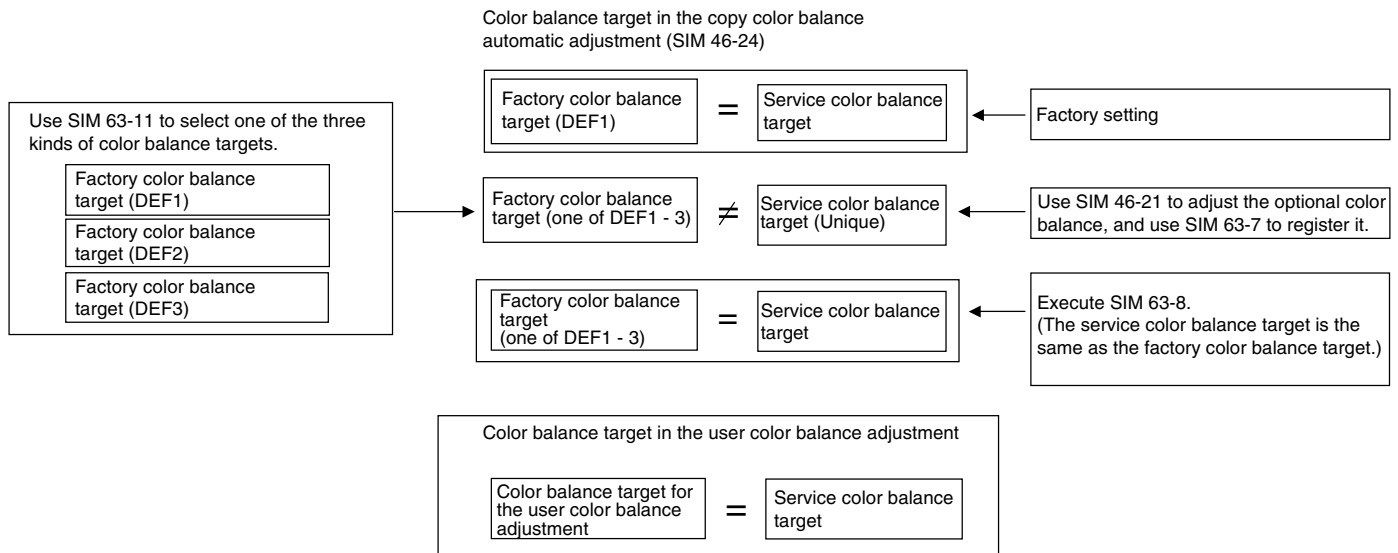 Color balance target in the copy color balance
automatic adjustment (SIM 46-24)
Factory color balance
target (DEF1)
=
Service color balance
target
Factory setting
Use SIM 63-11 to select one of the three
kinds of color balance targets.
Factory color balance
target (DEF1)
Factory color balance
target (DEF2)
Factory color balance
target (DEF3)
Factory color balance
target (one of DEF1 - 3)
≠
Service color balance
target (Unique)
Use SIM 46-21 to adjust the optional color
balance, and use SIM 63-7 to register it.
Factory color balance
target
(one of DEF1 - 3)
=
Service color balance
target
Execute SIM 63-8.
(The service color balance target is the
same as the factory color balance target.)
Color balance target in the user color balance adjustment
Color balance target for
the user color balance
adjustment
=
Service color balance
target